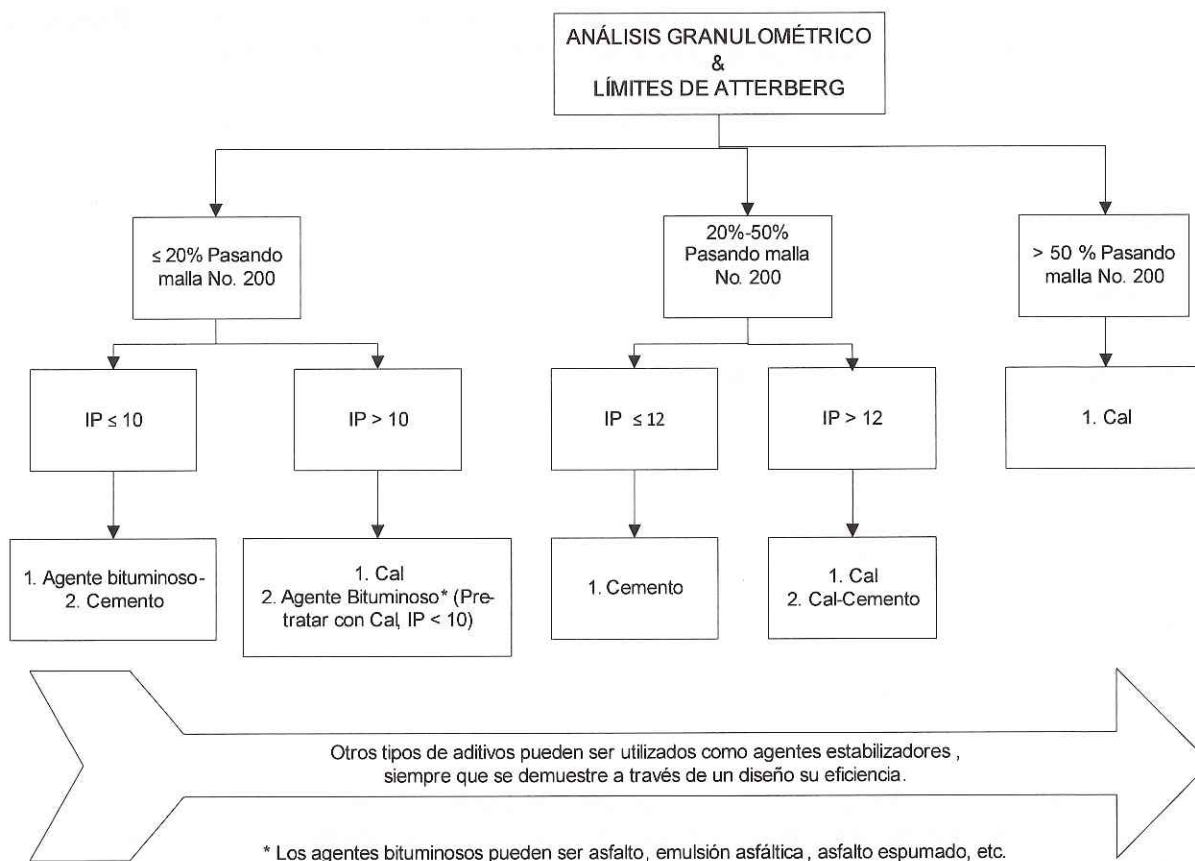 ANÁLISIS GRANULOMÉTRICO
&
LÍMITES DE ATTERBERG
≤ 20% Pasando
malla No. 200
20%-50%
Pasando malla
No. 200
> 50 % Pasando
malla No. 200
IP ≤ 10
IP > 10
IP ≤ 12
IP > 12
1. Cal
1. Agente bituminoso-
2. Cemento
1. Cal
2. Agente Bituminoso* (Pre-
tratar con Cal, IP < 10)
1. Cemento
1. Cal
2. Cal-Cemento
Otros tipos de aditivos pueden ser utilizados como agentes estabilizadores ,
siempre que se demuestre a través de un diseño su eficiencia.
* Los agentes bituminosos pueden ser asfalto, emulsión asfáltica , asfalto espumado, etc.